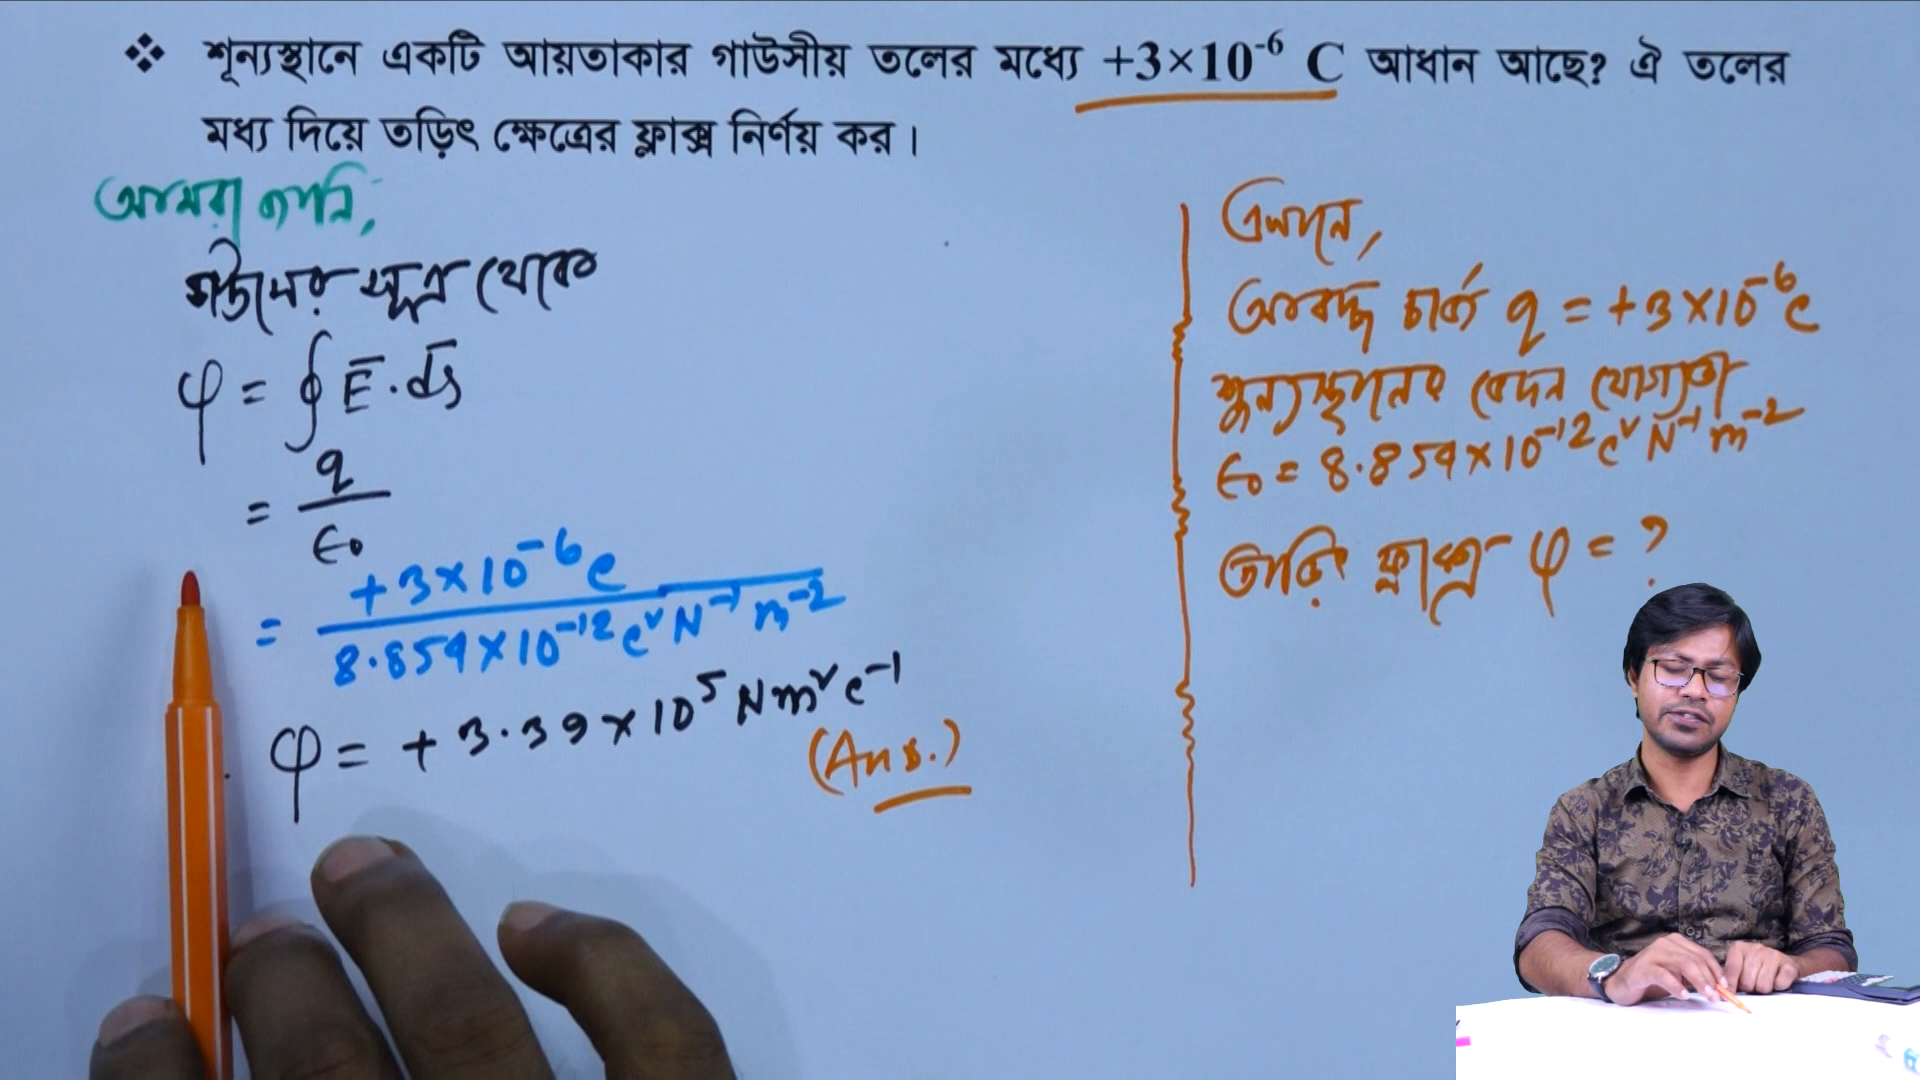 ❖ শূন্যস্থানে একটি আয়তাকার গাউসীয় তলের মধ্যে +3×10⁻⁶ C আধান আছে? ঐ তলের
মধ্য দিয়ে তড়িৎ ক্ষেত্রের ফ্লাক্স নির্ণয় কর।
আমরা জানি,
গাউসের সূত্র থেকে
φ = ∮ E̅ . ds̅
= q / ϵ₀
= +3×10⁻⁶ C / 8.854×10⁻¹² C² N⁻¹ m⁻²
φ = +3.39×10⁵ Nm² C⁻¹
(Ans.)
এখানে,
আবদ্ধ চার্জ q = +3×10⁻⁶ C
শূন্যস্থানের ভেদন যোগ্যতা
ϵ₀ = 8.854×10⁻¹² C² N⁻¹ m⁻²
তড়িৎ ফ্লাক্স φ = ?